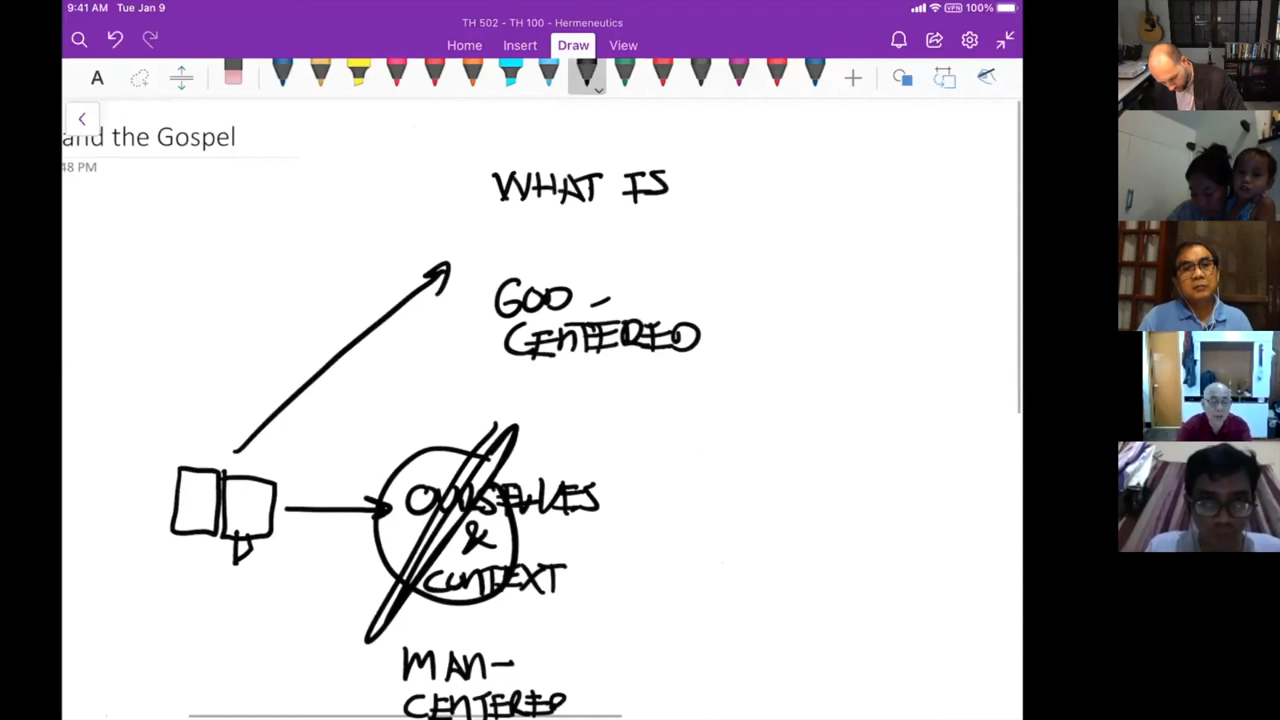 9:41 AM Tue Jan 9
VPN 100%
TH 502 - TH 100 - Hermeneutics
Home Insert Draw View
A
and the Gospel
48 PM
WHAT IS
GOD -
CENTERED
OURSELVES
&
CONTEXT
MAN-
CENTERED